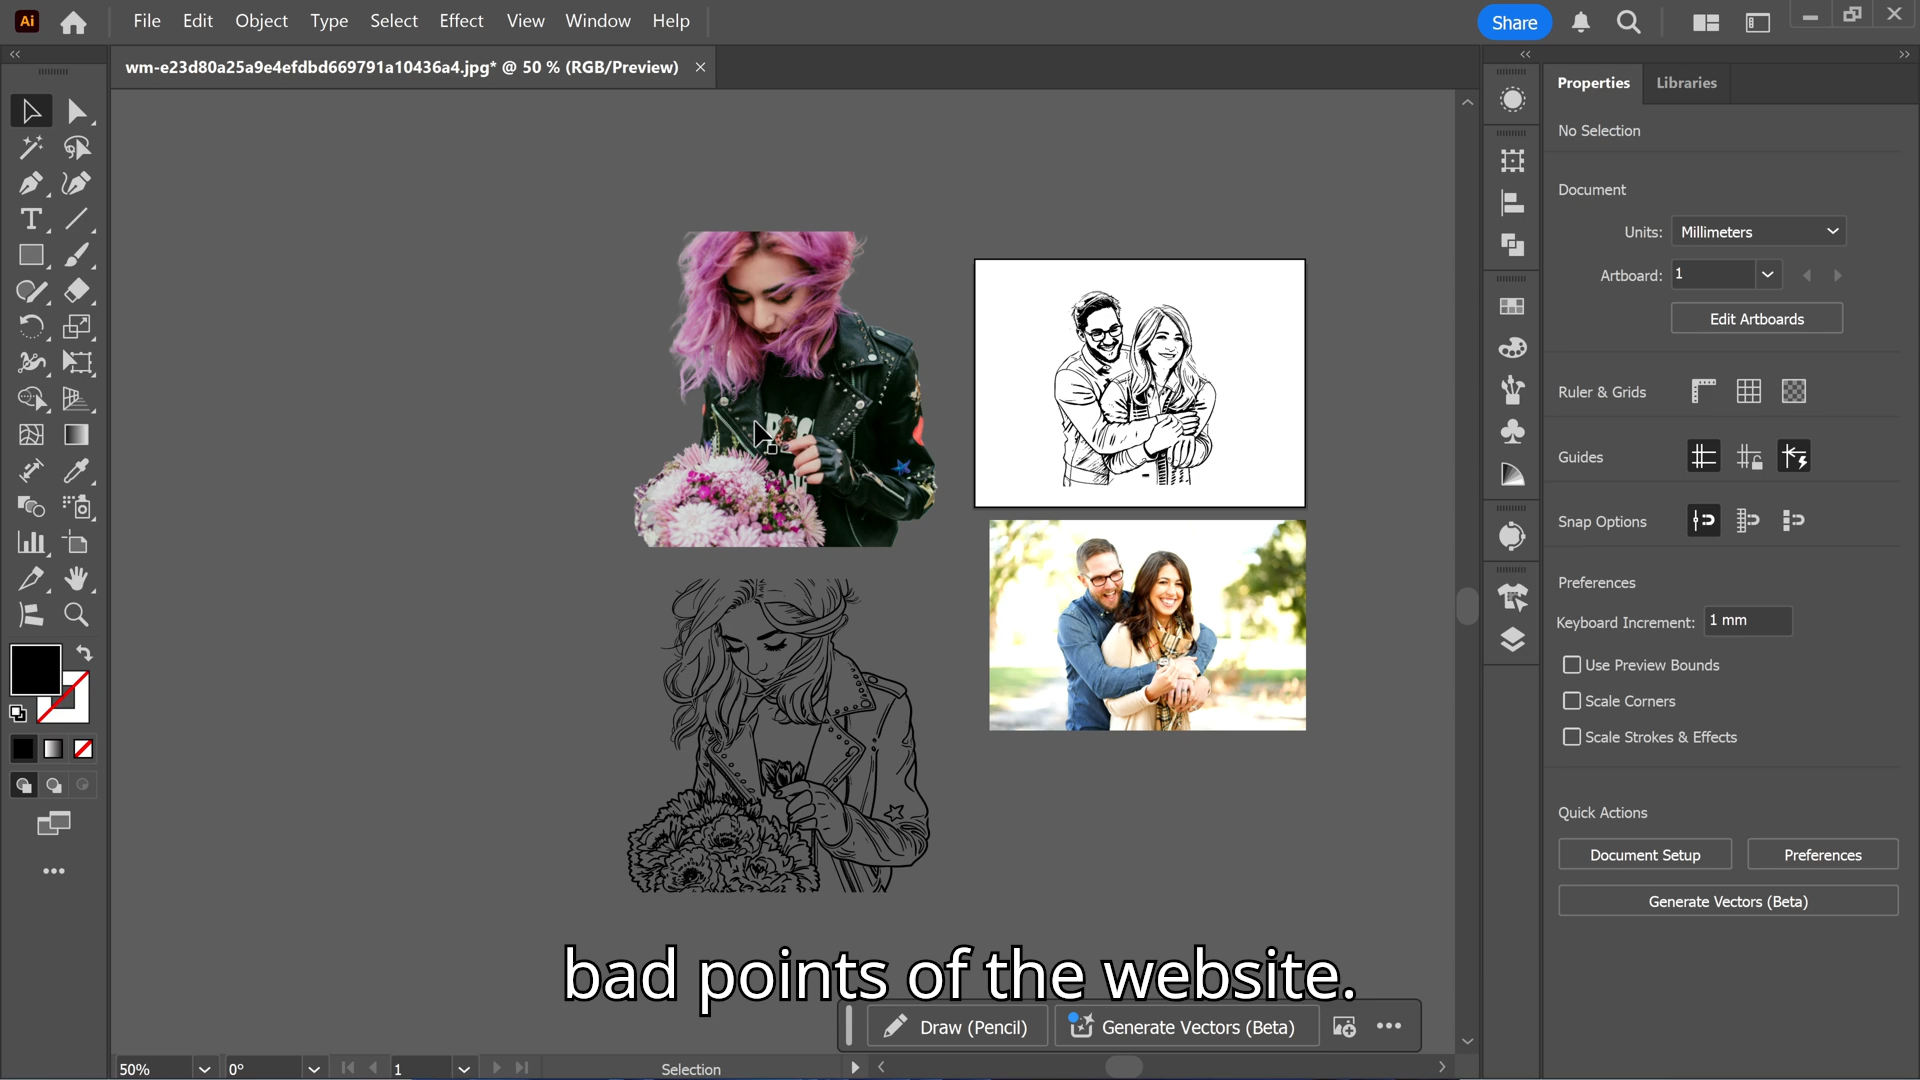 Ai
File Edit Object Type Select Effect View Window Help
Share
wm-e23d80a25a9e4efdbd669791a10436a4.jpg* @ 50 % (RGB/Preview)
Properties Libraries
No Selection
Document
Units: Millimeters
Artboard: 1
Edit Artboards
Ruler & Grids
Guides
Snap Options
Preferences
Keyboard Increment: 1 mm
Use Preview Bounds
Scale Corners
Scale Strokes & Effects
Quick Actions
Document Setup Preferences
Generate Vectors (Beta)
bad points of the website.
Draw (Pencil) Generate Vectors (Beta)
50% 0° 1 Selection